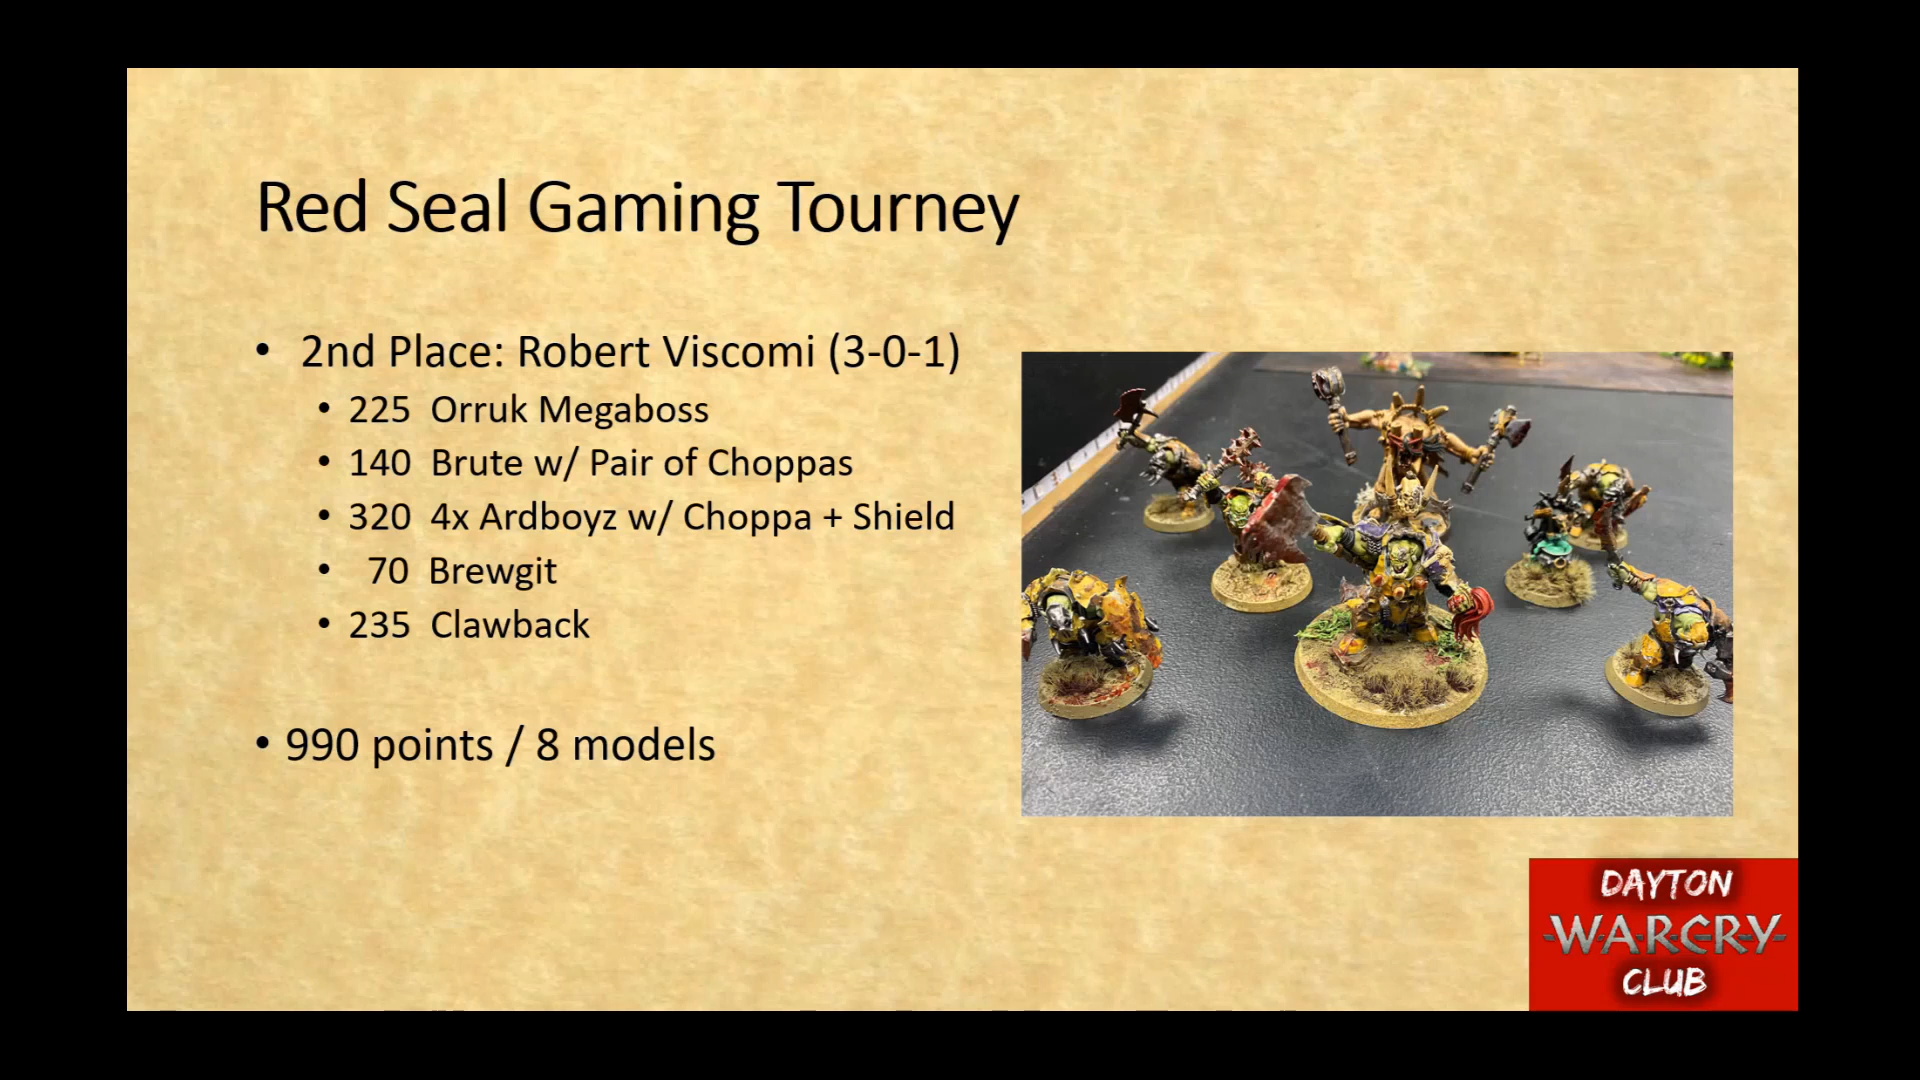 Red Seal Gaming Tourney
• 2nd Place: Robert Viscomi (3-0-1)
• 225 Orruk Megaboss
• 140 Brute w/ Pair of Choppas
• 320 4x Ardboyz w/ Choppa + Shield
• 70 Brewgit
• 235 Clawback
• 990 points / 8 models
DAYTON
WARCRY
CLUB